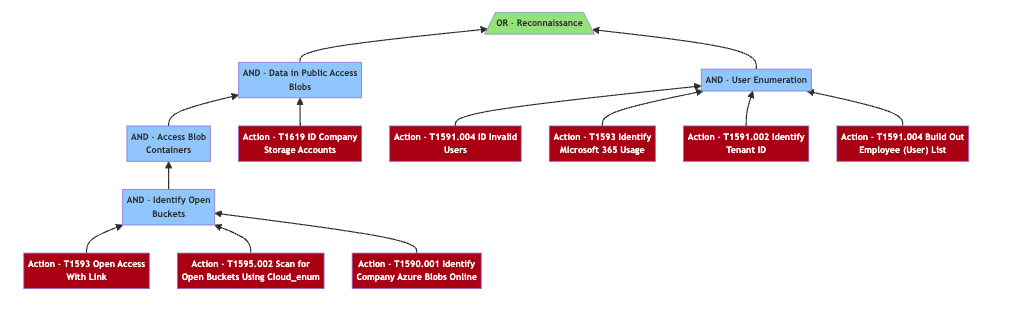 OR - Reconnaissance
AND - Data in Public Access
Blobs
AND - User Enumeration
AND - Access Blob
Containers
Action - T1619 ID Company
Storage Accounts
Action - T1591.004 ID Invalid
Users
Action - T1593 Identify
Microsoft 365 Usage
Action - T1591.002 Identify
Tenant ID
Action - T1591.004 Build Out
Employee (User) List
AND - Identify Open
Buckets
Action - T1593 Open Access
With Link
Action - T1595.002 Scan for
Open Buckets Using Cloud_enum
Action - T1590.001 Identify
Company Azure Blobs Online